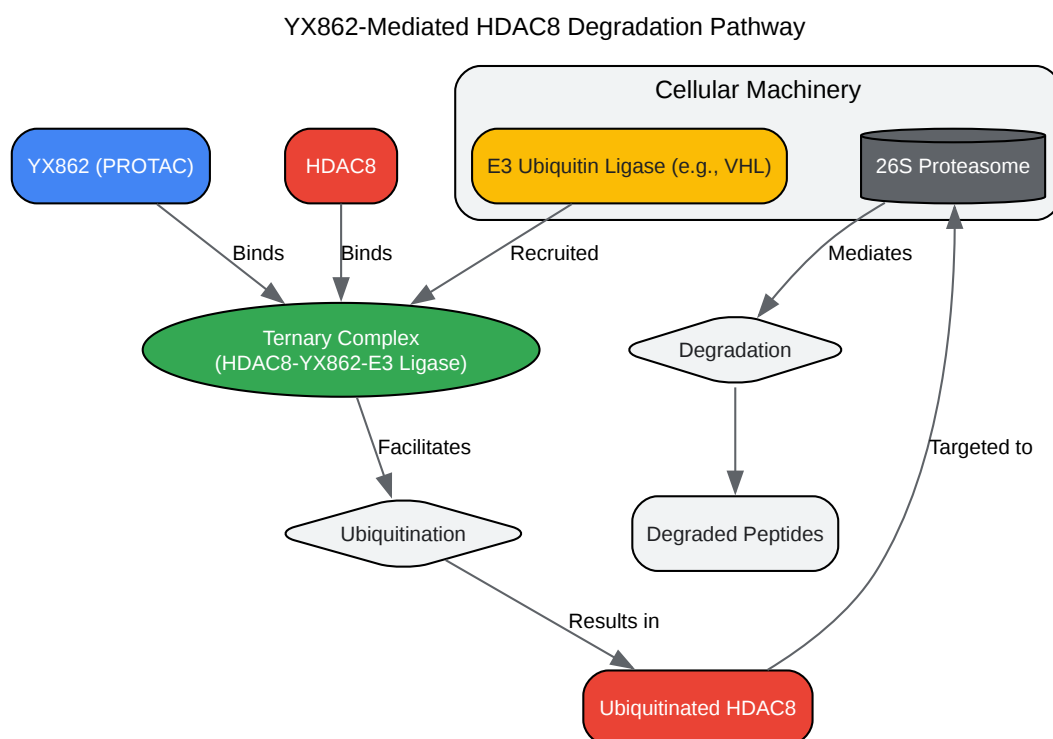 YX862-Mediated HDAC8 Degradation Pathway
Cellular Machinery
YX862 (PROTAC)
HDAC8
E3 Ubiquitin Ligase (e.g., VHL)
26S Proteasome
Binds
Binds
Recruited
Mediates
Ternary Complex
(HDAC8-YX862-E3 Ligase)
Degradation
Facilitates
Targeted to
Ubiquitination
Degraded Peptides
Results in
Ubiquitinated HDAC8